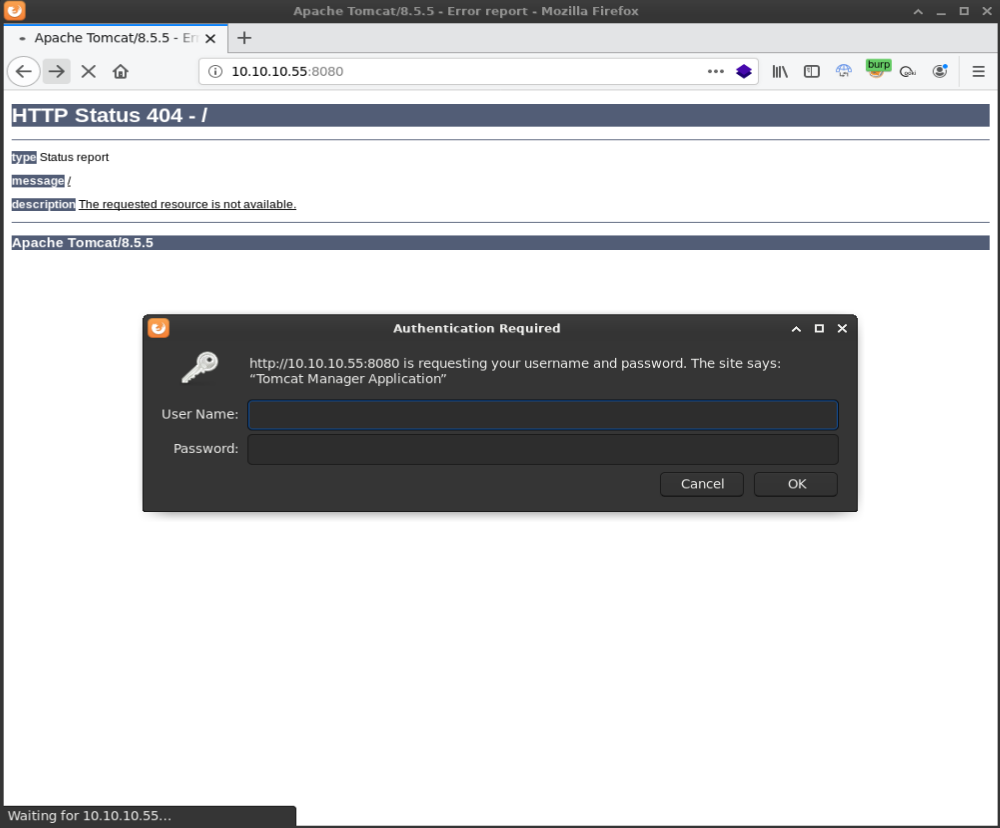 Apache Tomcat/8.5.5 - Error report - Mozilla Firefox
Apache Tomcat/8.5.5 - Err
10.10.10.55:8080
burp
HTTP Status 404 - /
type Status report
message /
description The requested resource is not available.
Apache Tomcat/8.5.5
Authentication Required
http://10.10.10.55:8080 is requesting your username and password. The site says:
“Tomcat Manager Application”
User Name:
Password:
Cancel OK
Waiting for 10.10.10.55…